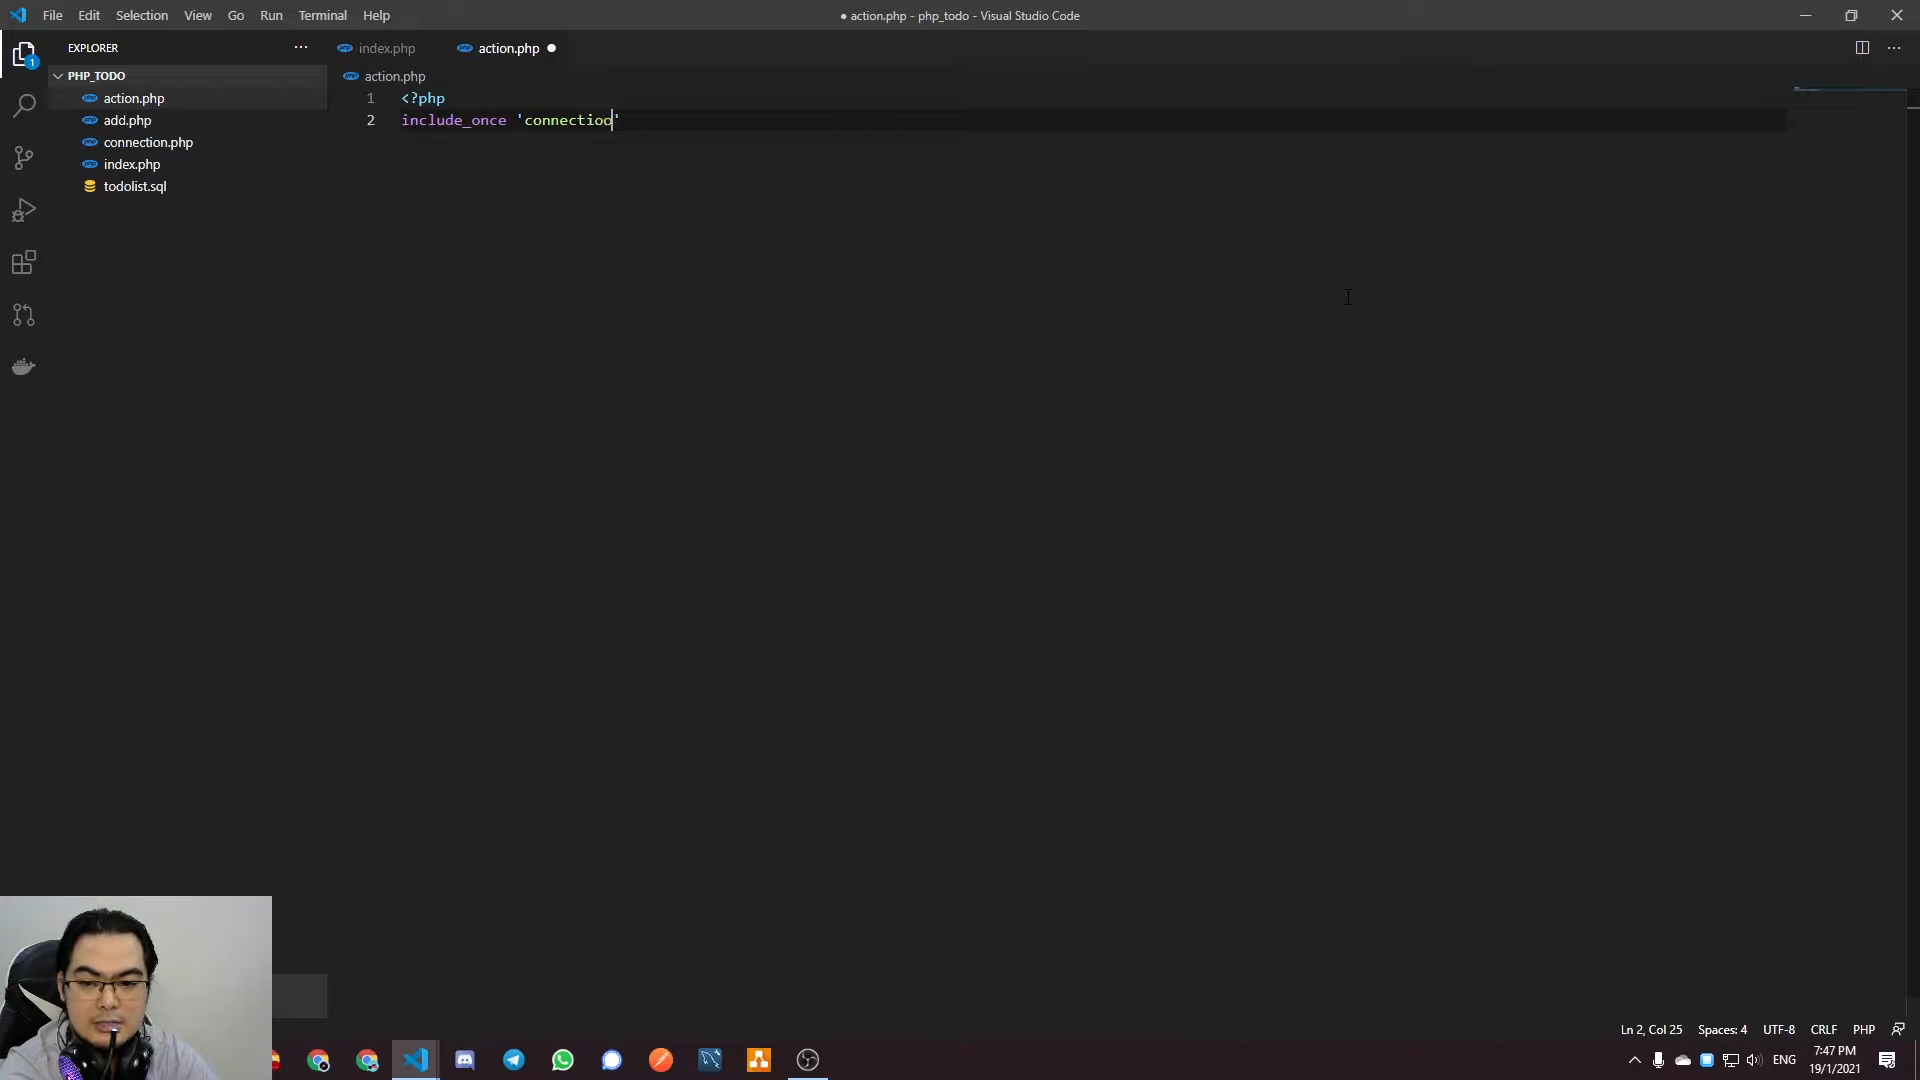 File Edit Selection View Go Run Terminal Help
● action.php - php_todo - Visual Studio Code
EXPLORER
PHP_TODO
action.php
add.php
connection.php
index.php
todolist.sql
1
index.php
action.php
action.php
1 <?php
2 include_once 'connectioo'
Ln 2, Col 25 Spaces: 4 UTF-8 CRLF PHP
ENG
7:47 PM
19/1/2021